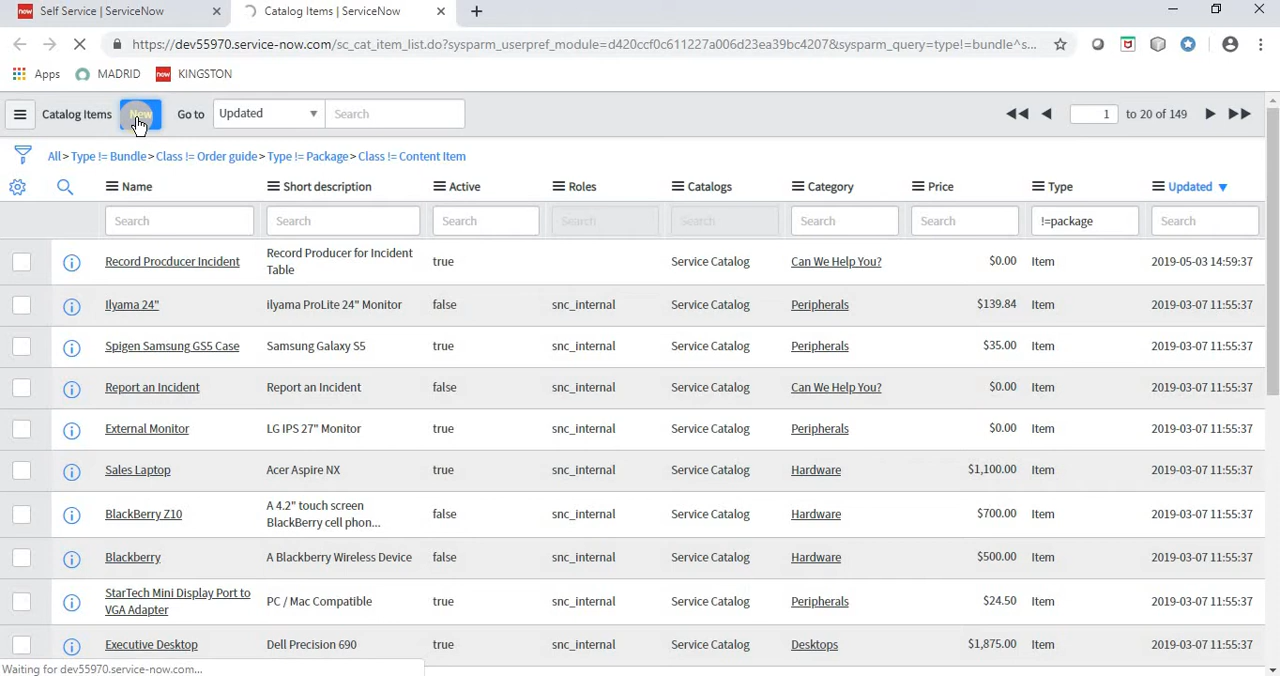 now Self Service | ServiceNow
Catalog Items | ServiceNow
https://dev55970.service-now.com/sc_cat_item_list.do?sysparm_userpref_module=d420ccf0c611227a006d23ea39bc4207&sysparm_query=type!=bundle^s...
Apps MADRID now KINGSTON
Catalog Items New Go to Updated Search 1 to 20 of 149
All > Type != Bundle > Class != Order guide > Type != Package > Class != Content Item
Name Short description Active Roles Catalogs Category Price Type Updated
Search Search Search Search Search Search Search !=package Search
Record Procducer Incident Record Producer for Incident Table true Service Catalog Can We Help You? $0.00 Item 2019-05-03 14:59:37
Ilyama 24" ilyama ProLite 24" Monitor false snc_internal Service Catalog Peripherals $139.84 Item 2019-03-07 11:55:37
Spigen Samsung GS5 Case Samsung Galaxy S5 true snc_internal Service Catalog Peripherals $35.00 Item 2019-03-07 11:55:37
Report an Incident Report an Incident false snc_internal Service Catalog Can We Help You? $0.00 Item 2019-03-07 11:55:37
External Monitor LG IPS 27" Monitor true snc_internal Service Catalog Peripherals $0.00 Item 2019-03-07 11:55:37
Sales Laptop Acer Aspire NX true snc_internal Service Catalog Hardware $1,100.00 Item 2019-03-07 11:55:37
BlackBerry Z10 A 4.2" touch screen BlackBerry cell phon... false snc_internal Service Catalog Hardware $700.00 Item 2019-03-07 11:55:37
Blackberry A Blackberry Wireless Device false snc_internal Service Catalog Hardware $500.00 Item 2019-03-07 11:55:37
StarTech Mini Display Port to VGA Adapter PC / Mac Compatible true snc_internal Service Catalog Peripherals $24.50 Item 2019-03-07 11:55:37
Executive Desktop Dell Precision 690 true snc_internal Service Catalog Desktops $1,875.00 Item 2019-03-07 11:55:37
Waiting for dev55970.service-now.com...